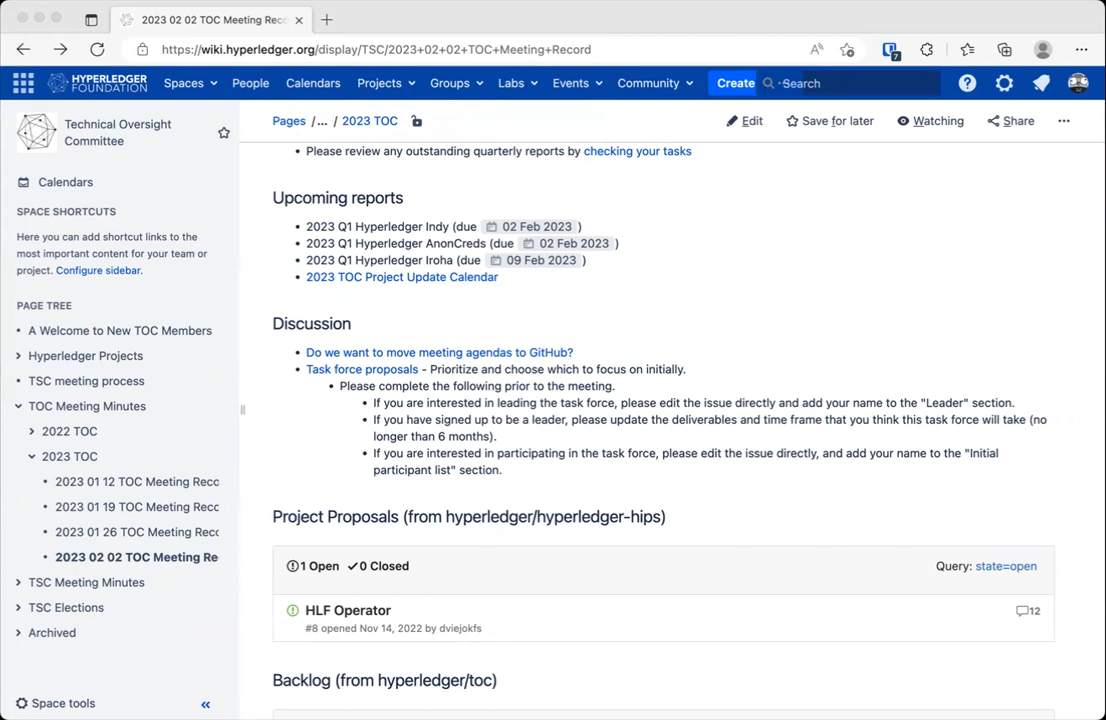 2023 02 02 TOC Meeting Reco
https://wiki.hyperledger.org/display/TSC/2023+02+02+TOC+Meeting+Record
7
HYPERLEDGER
FOUNDATION
Spaces People Calendars Projects Groups Labs Events Community Create Search
Technical Oversight
Committee
Calendars
SPACE SHORTCUTS
Here you can add shortcut links to the
most important content for your team or
project. Configure sidebar.
PAGE TREE
A Welcome to New TOC Members
Hyperledger Projects
TSC meeting process
TOC Meeting Minutes
2022 TOC
2023 TOC
2023 01 12 TOC Meeting Reco
2023 01 19 TOC Meeting Reco
2023 01 26 TOC Meeting Reco
2023 02 02 TOC Meeting Re
TSC Meeting Minutes
TSC Elections
Archived
Space tools
Pages /... / 2023 TOC
Edit Save for later Watching Share
• Please review any outstanding quarterly reports by checking your tasks
Upcoming reports
• 2023 Q1 Hyperledger Indy (due 02 Feb 2023 )
• 2023 Q1 Hyperledger AnonCreds (due 02 Feb 2023 )
• 2023 Q1 Hyperledger Iroha (due 09 Feb 2023 )
• 2023 TOC Project Update Calendar
Discussion
• Do we want to move meeting agendas to GitHub?
• Task force proposals - Prioritize and choose which to focus on initially.
• Please complete the following prior to the meeting.
• If you are interested in leading the task force, please edit the issue directly and add your name to the "Leader" section.
• If you have signed up to be a leader, please update the deliverables and time frame that you think this task force will take (no
longer than 6 months).
• If you are interested in participating in the task force, please edit the issue directly, and add your name to the "Initial
participant list" section.
Project Proposals (from hyperledger/hyperledger-hips)
1 Open ✓0 Closed Query: state=open
HLF Operator 12
#8 opened Nov 14, 2022 by dviejokfs
Backlog (from hyperledger/toc)